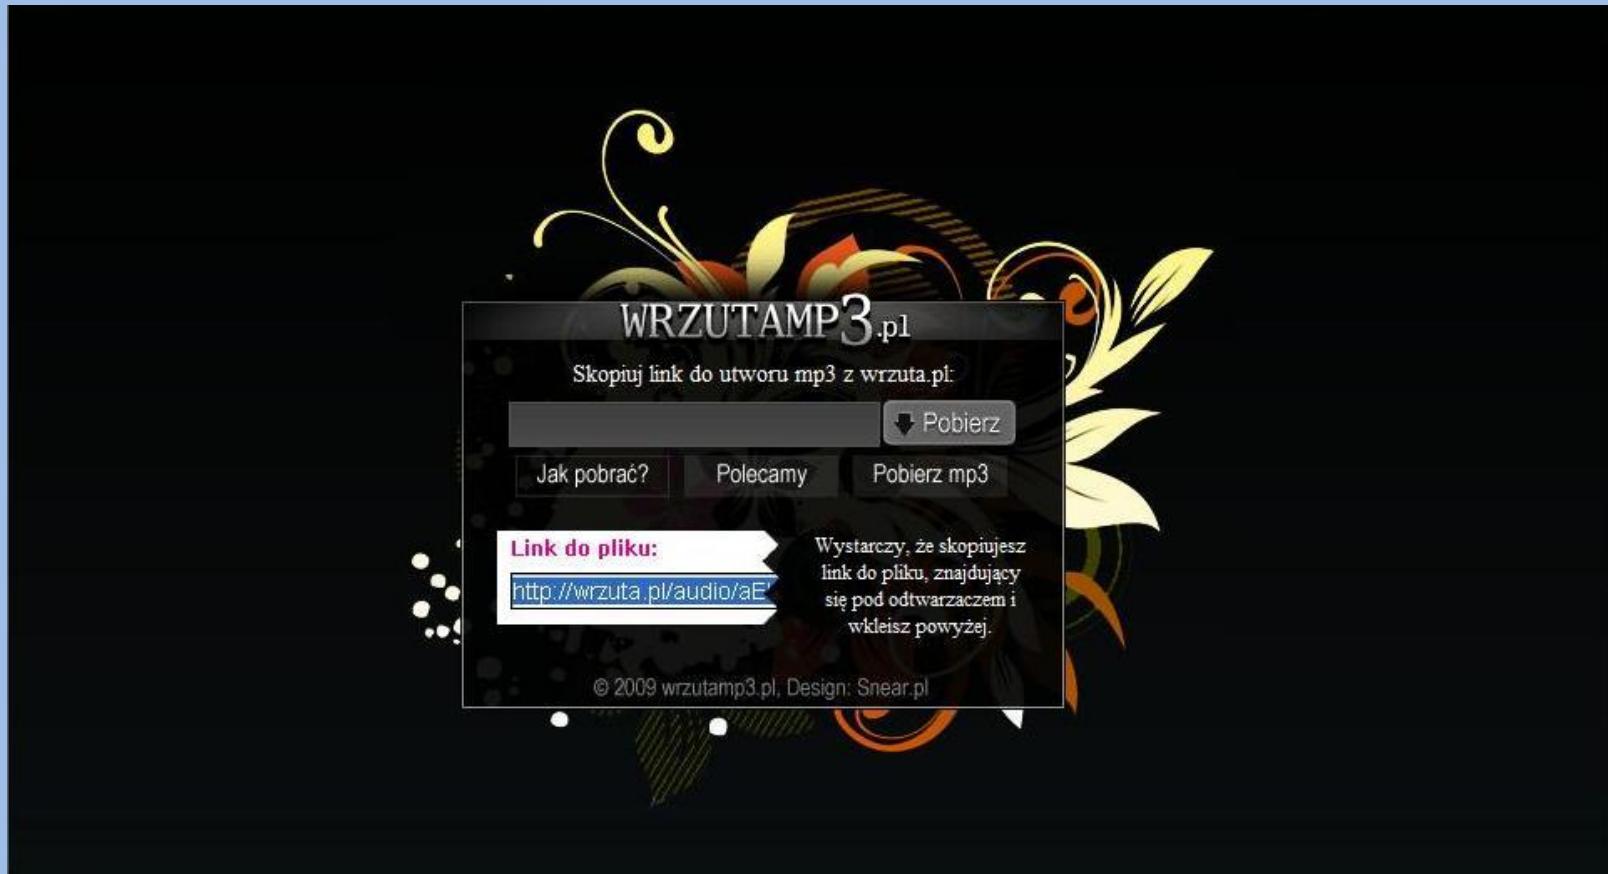 WRZUTAMP3.pl
Skopiuj link do utworu mp3 z wrzuta.pl:
Pobierz
Jak pobrać?
Polecamy
Pobierz mp3
Link do pliku:
http://wrzuta.pl/audio/aE
Wystarczy, że skopiujesz
link do pliku, znajdujący
się pod odtwarzaczem i
wkleisz powyżej.
© 2009 wrzutamp3.pl, Design: Snear.pl